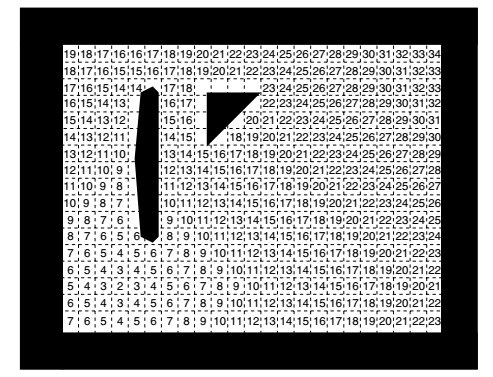 19 18 17 16 16 17 18 19 20 21 22 23 24 25 26 27 28 29 30 31 32 33 34
18 17 16 15 15 16 17 18 19 20 21 22 23 24 25 26 27 28 29 30 31 32 33
17 16 15 14 14 17 18 23 24 25 26 27 28 29 30 31 32 33
16 15 14 13 16 17 22 23 24 25 26 27 28 29 30 31 32
15 14 13 12 15 16 20 21 22 23 24 25 26 27 28 29 30 31
14 13 12 11 14 15 18 19 20 21 22 23 24 25 26 27 28 29 30
13 12 11 10 13 14 15 16 17 18 19 20 21 22 23 24 25 26 27 28 29
12 11 10 9 12 13 14 15 16 17 18 19 20 21 22 23 24 25 26 27 28
11 10 9 8 11 12 13 14 15 16 17 18 19 20 21 22 23 24 25 26 27
10 9 8 7 10 11 12 13 14 15 16 17 18 19 20 21 22 23 24 25 26
9 8 7 6 9 10 11 12 13 14 15 16 17 18 19 20 21 22 23 24 25
8 7 6 5 6 8 9 10 11 12 13 14 15 16 17 18 19 20 21 22 23 24
7 6 5 4 5 6 7 8 9 10 11 12 13 14 15 16 17 18 19 20 21 22 23
6 5 4 3 4 5 6 7 8 9 10 11 12 13 14 15 16 17 18 19 20 21 22
5 4 3 2 3 4 5 6 7 8 9 10 11 12 13 14 15 16 17 18 19 20 21
6 5 4 3 4 5 6 7 8 9 10 11 12 13 14 15 16 17 18 19 20 21 22
7 6 5 4 5 6 7 8 9 10 11 12 13 14 15 16 17 18 19 20 21 22 23